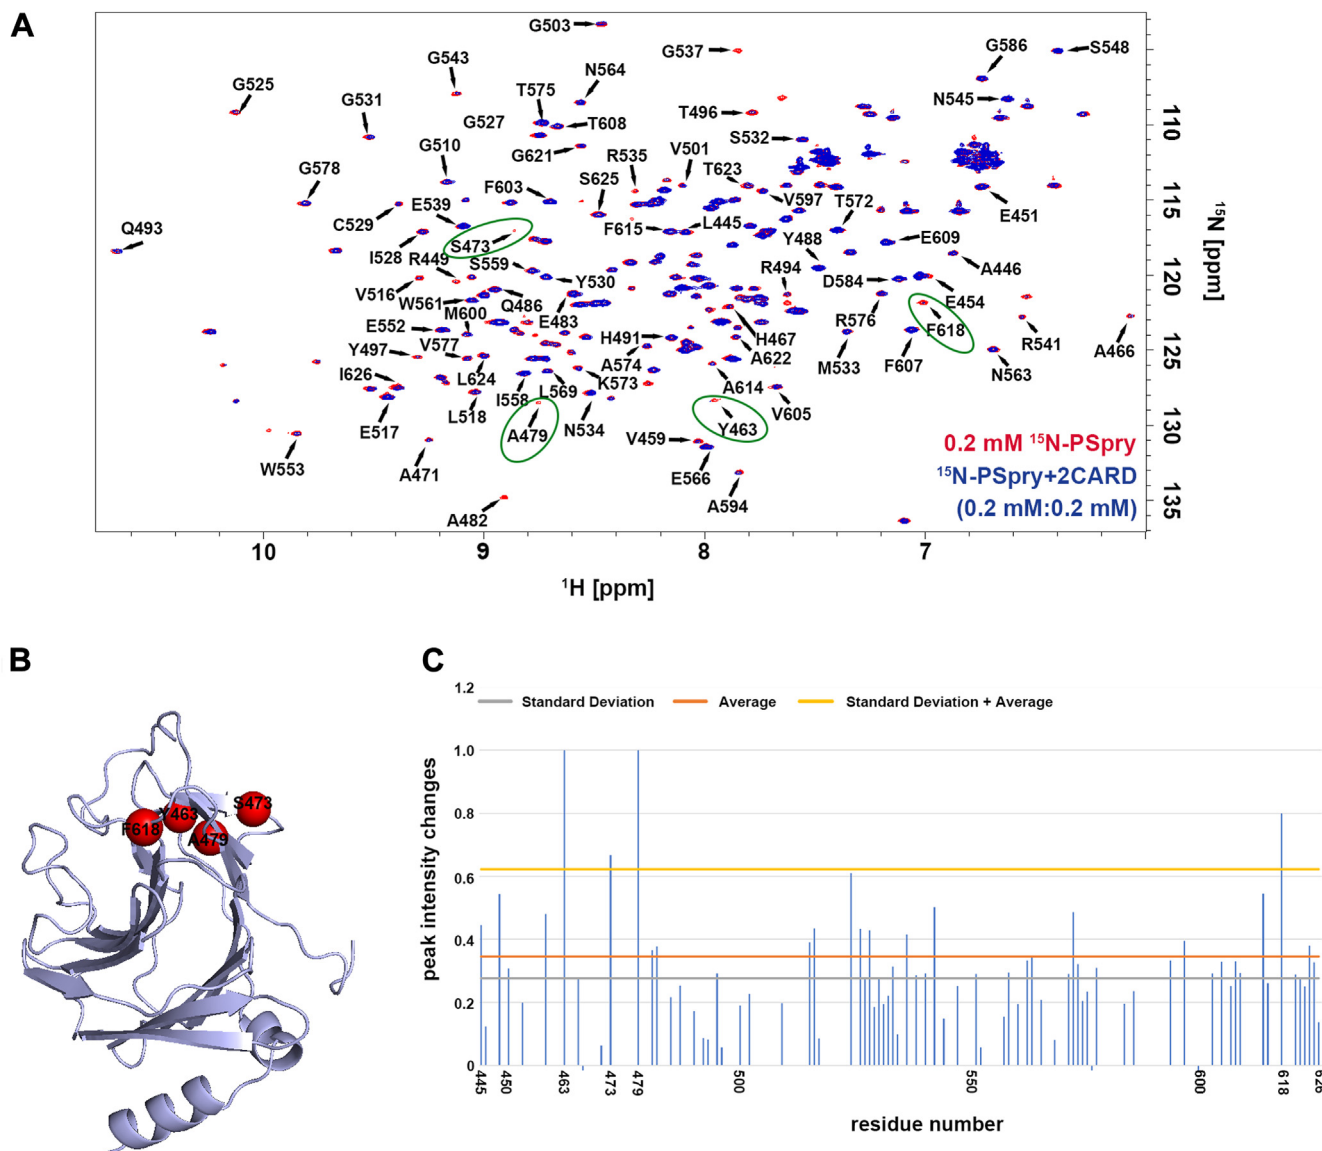 A
G503
G537
G586
S548
G543
N564
G525
T575
N545
G531
G527
T608
T496
S532
110
G510
G621
V501
G578
R535
T623
F603
S625
V597
T572
115
E539
C529
E451
Q493
F615
L445
S473
Y488
E609
I528
R449
S559
R494
A446
Y530
D584
120
V516
W561
Q486
E454
M600
E483
H467
R576
F618
E552
H491
R541
V577
A622
M533
A466
Y497
A574
F607
N563
125
I626
L624
K573
A614
I558
L569
V605
L518
E517
A479
N534
Y463
130
V459
W553
A471
E566
A594
A482
135
¹⁵N [ppm]
0.2 mM ¹⁵N-PSpry
¹⁵N-PSpry+2CARD
(0.2 mM:0.2 mM)
10 9 8 7
¹H [ppm]
B
F618
Y463
A479
S473
C
Standard Deviation Average Standard Deviation + Average
peak intensity changes
1.2
1.0
0.8
0.6
0.4
0.2
0
445 450 463 473 479 500 550 600 618 626
residue number